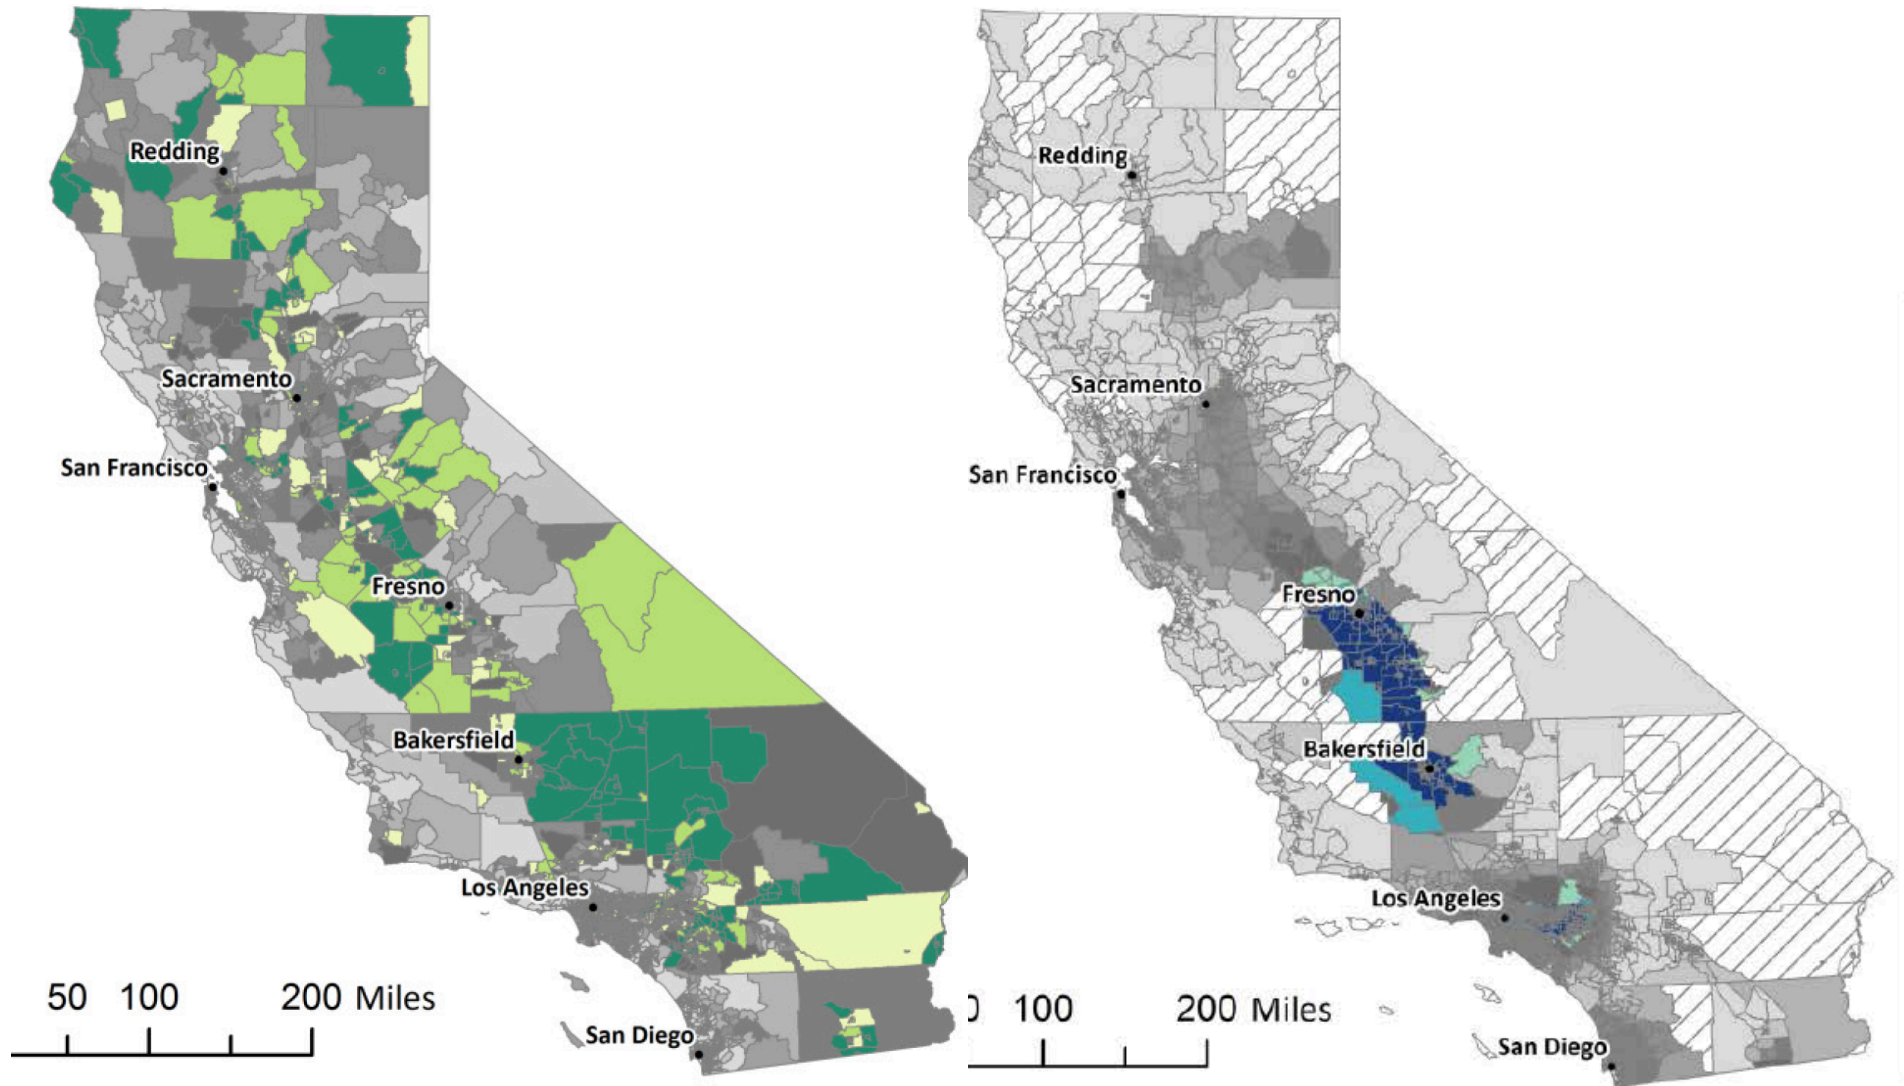 Redding
Sacramento
San Francisco
Fresno
Bakersfield
Los Angeles
San Diego
50 100 200 Miles
Redding
Sacramento
San Francisco
Fresno
Bakersfield
Los Angeles
San Diego
0 100 200 Miles